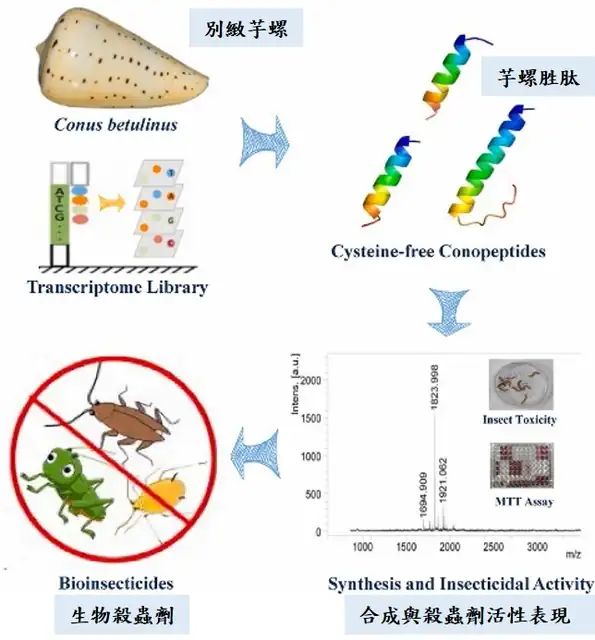 別緻芋螺
Conus betulinus
A
T
C
G
T
A
G
C
Transcriptome Library
芋螺胜肽
Cysteine-free Conopeptides
Intens. [a.u.]
2000
1500
1000
500
0
1694.909
1823.998
1921.062
1000
1500
2000
2500
3000
m/z
Insect Toxicity
MTT Assay
Synthesis and Insecticidal Activity
合成與殺蟲劑活性表現
Bioinsecticides
生物殺蟲劑